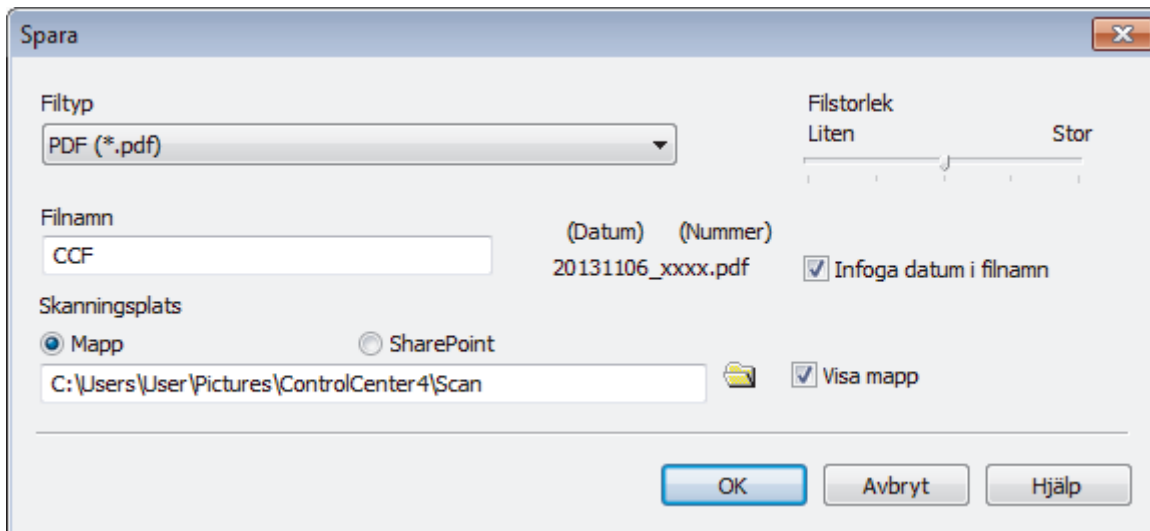 Spara
Filtyp
PDF (*.pdf)
Filstorlek
Liten Stor
Filnamn
CCF
(Datum) (Nummer)
20131106_xxxx.pdf
Infoga datum i filnamn
Skanningsplats
Mapp SharePoint
C:\Users\User\Pictures\ControlCenter4\Scan
Visa mapp
OK Avbryt Hjälp